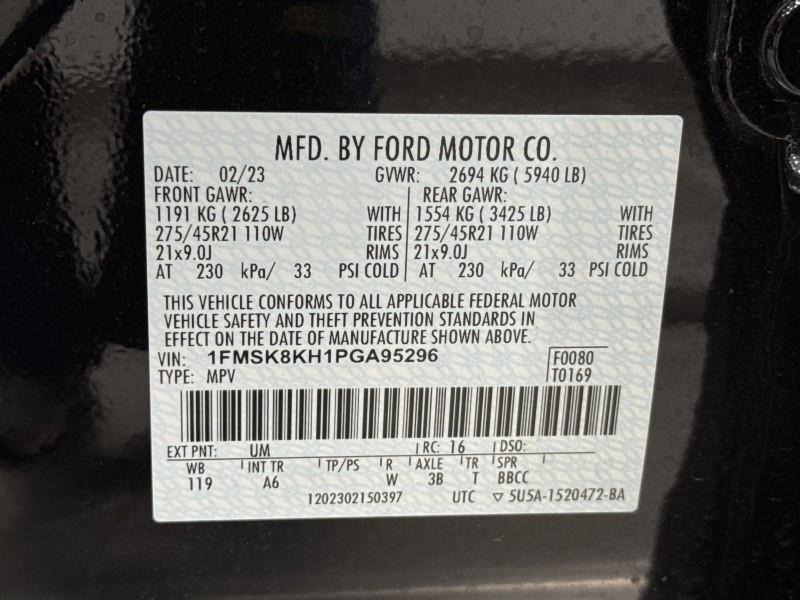 MFD. BY FORD MOTOR CO.
DATE: 02/23 GVWR: 2694 KG ( 5940 LB)
FRONT GAWR: REAR GAWR:
1191 KG ( 2625 LB) WITH 1554 KG ( 3425 LB) WITH
275/45R21 110W TIRES 275/45R21 110W TIRES
21x9.0J RIMS 21x9.0J RIMS
AT 230 kPa/ 33 PSI COLD AT 230 kPa/ 33 PSI COLD
THIS VEHICLE CONFORMS TO ALL APPLICABLE FEDERAL MOTOR
VEHICLE SAFETY AND THEFT PREVENTION STANDARDS IN
EFFECT ON THE DATE OF MANUFACTURE SHOWN ABOVE.
VIN: 1FMSK8KH1PGA95296 F0080
TYPE: MPV T0169
EXT PNT: UM RC: 16 DSO:
WB INT TR TP/PS R AXLE TR SPR
119 A6 W 3B T BBCC
1202302150397 UTC ▽ 5U5A-1520472-BA